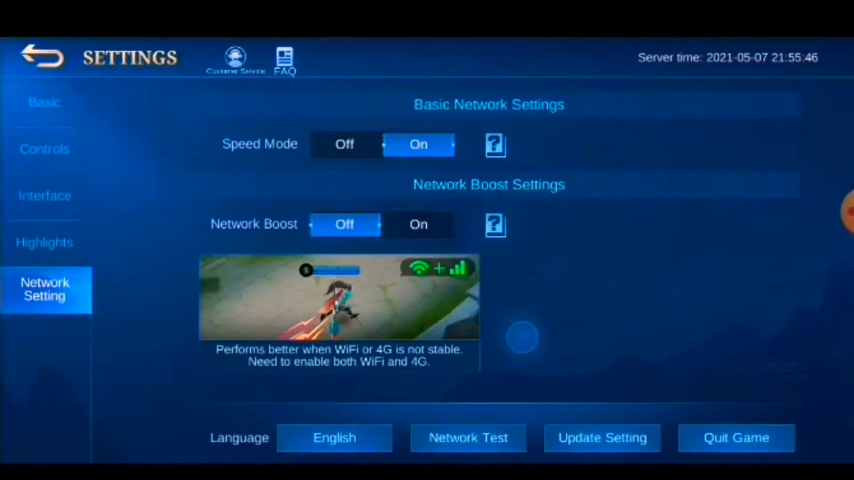 SETTINGS
Customer Service
FAQ
Server time: 2021-05-07 21:55:46
Basic
Controls
Interface
Highlights
Network
Setting
Basic Network Settings
Speed Mode Off On
Network Boost Settings
Network Boost Off On
Performs better when WiFi or 4G is not stable.
Need to enable both WiFi and 4G.
Language English Network Test Update Setting Quit Game